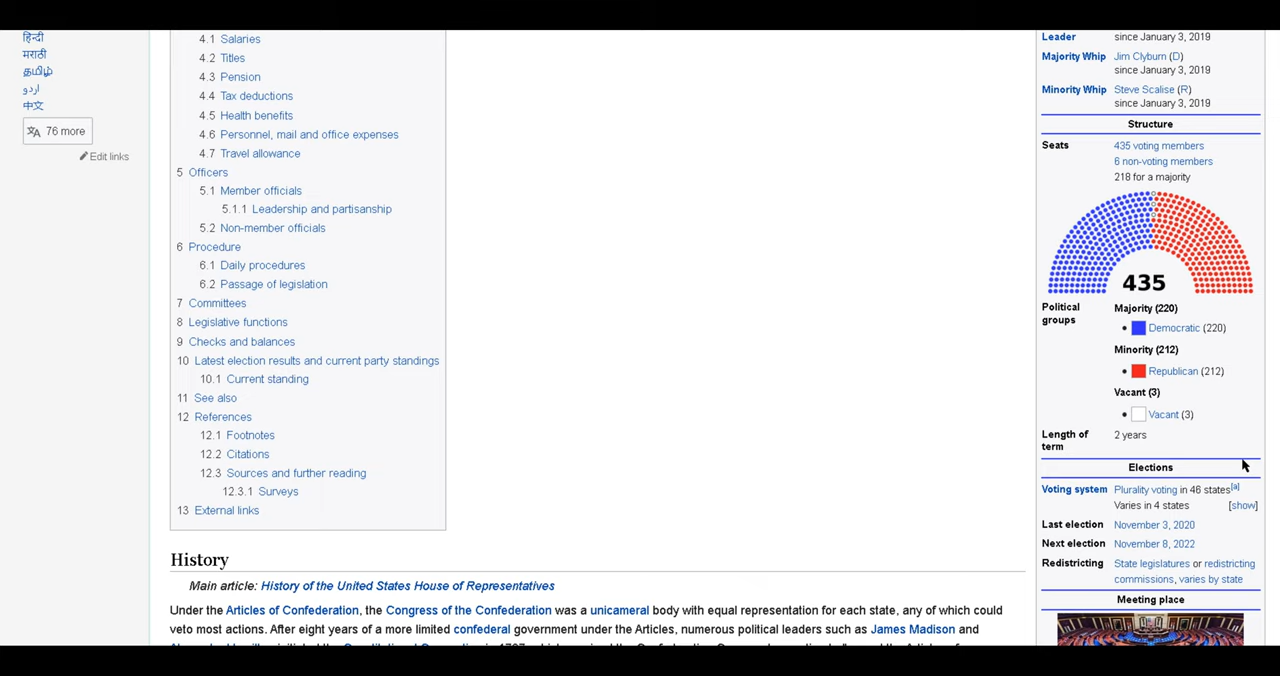 हिन्दी
मराठी
தமிழ்
اردو
中文
76 more
Edit links
4.1 Salaries
4.2 Titles
4.3 Pension
4.4 Tax deductions
4.5 Health benefits
4.6 Personnel, mail and office expenses
4.7 Travel allowance
5 Officers
5.1 Member officials
5.1.1 Leadership and partisanship
5.2 Non-member officials
6 Procedure
6.1 Daily procedures
6.2 Passage of legislation
7 Committees
8 Legislative functions
9 Checks and balances
10 Latest election results and current party standings
10.1 Current standing
11 See also
12 References
12.1 Footnotes
12.2 Citations
12.3 Sources and further reading
12.3.1 Surveys
13 External links
History
Main article: History of the United States House of Representatives
Under the Articles of Confederation, the Congress of the Confederation was a unicameral body with equal representation for each state, any of which could
veto most actions. After eight years of a more limited confederal government under the Articles, numerous political leaders such as James Madison and
Leader since January 3, 2019
Majority Whip Jim Clyburn (D)
since January 3, 2019
Minority Whip Steve Scalise (R)
since January 3, 2019
Structure
Seats 435 voting members
6 non-voting members
218 for a majority
435
Political Majority (220)
groups
• Democratic (220)
Minority (212)
• Republican (212)
Vacant (3)
• Vacant (3)
Length of 2 years
term
Elections
Voting system Plurality voting in 46 states[a]
Varies in 4 states [show]
Last election November 3, 2020
Next election November 8, 2022
Redistricting State legislatures or redistricting
commissions, varies by state
Meeting place